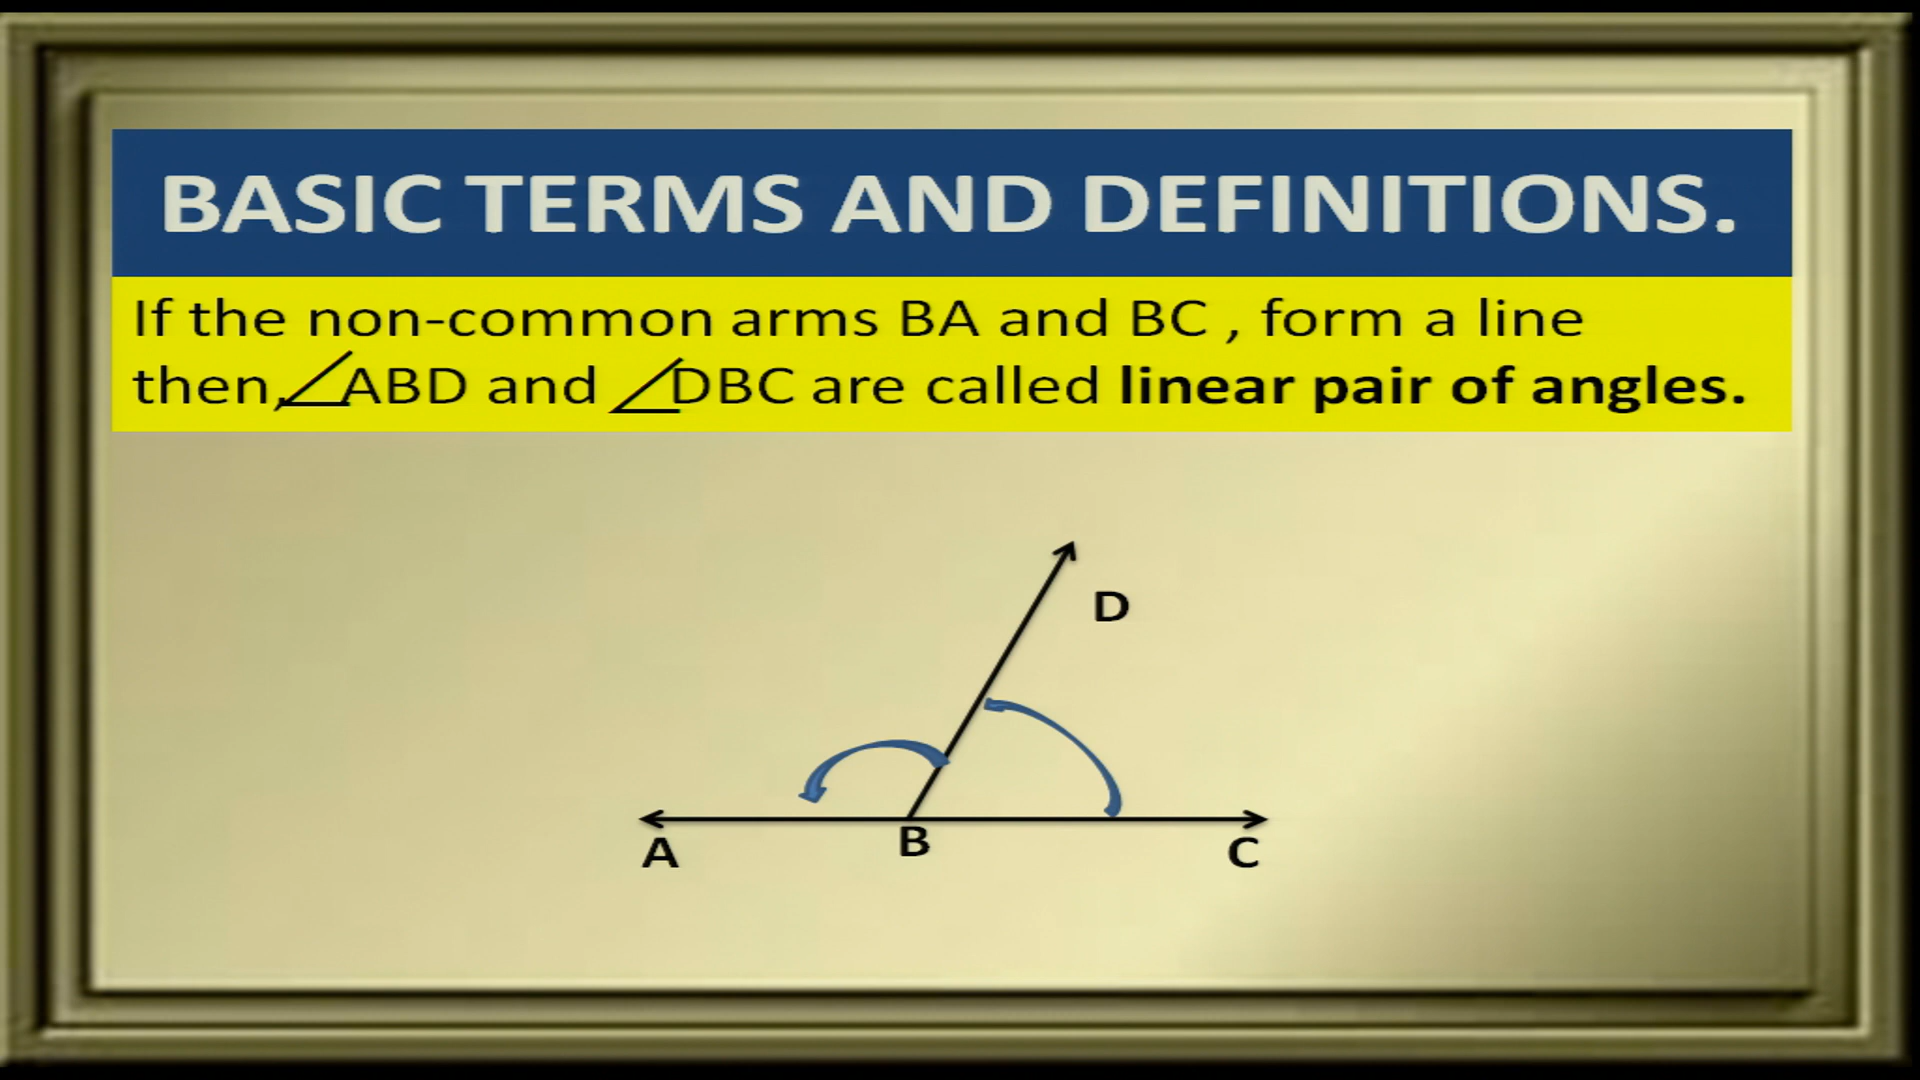 BASIC TERMS AND DEFINITIONS.
If the non-common arms BA and BC , form a line
then,∠ABD and ∠DBC are called linear pair of angles.
D
A
B
C